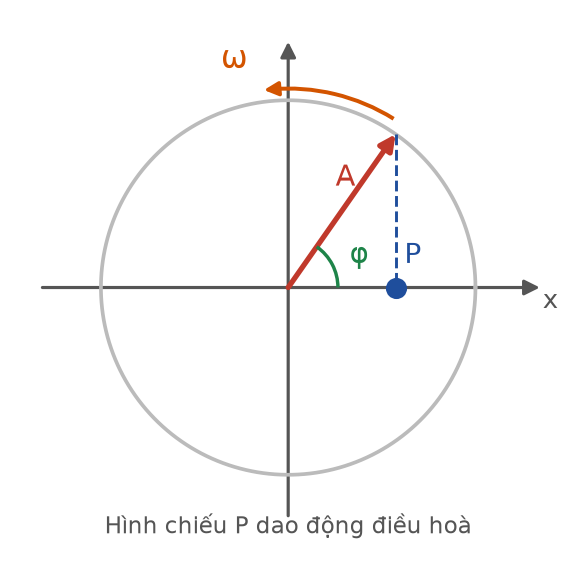 ω
A
φ
P
x
Hình chiếu P dao động điều hoà